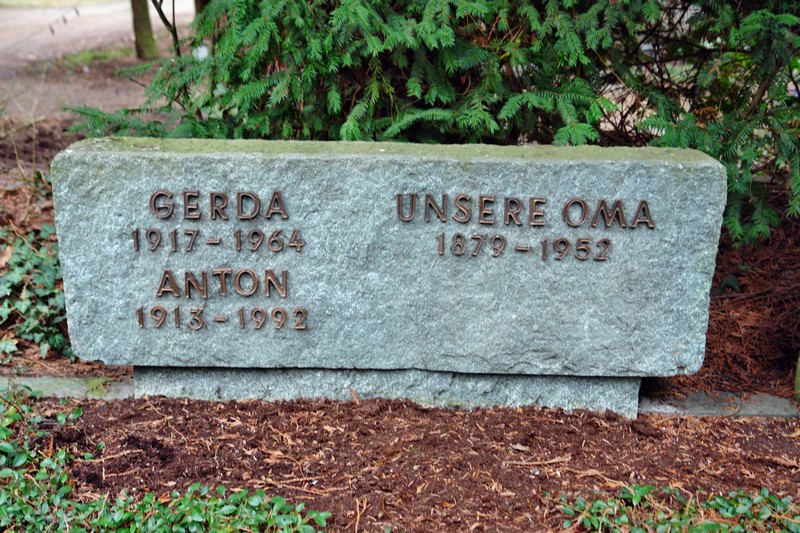 GERDA
1917 - 1964
ANTON
1913 - 1992
UNSERE OMA
1879 - 1952